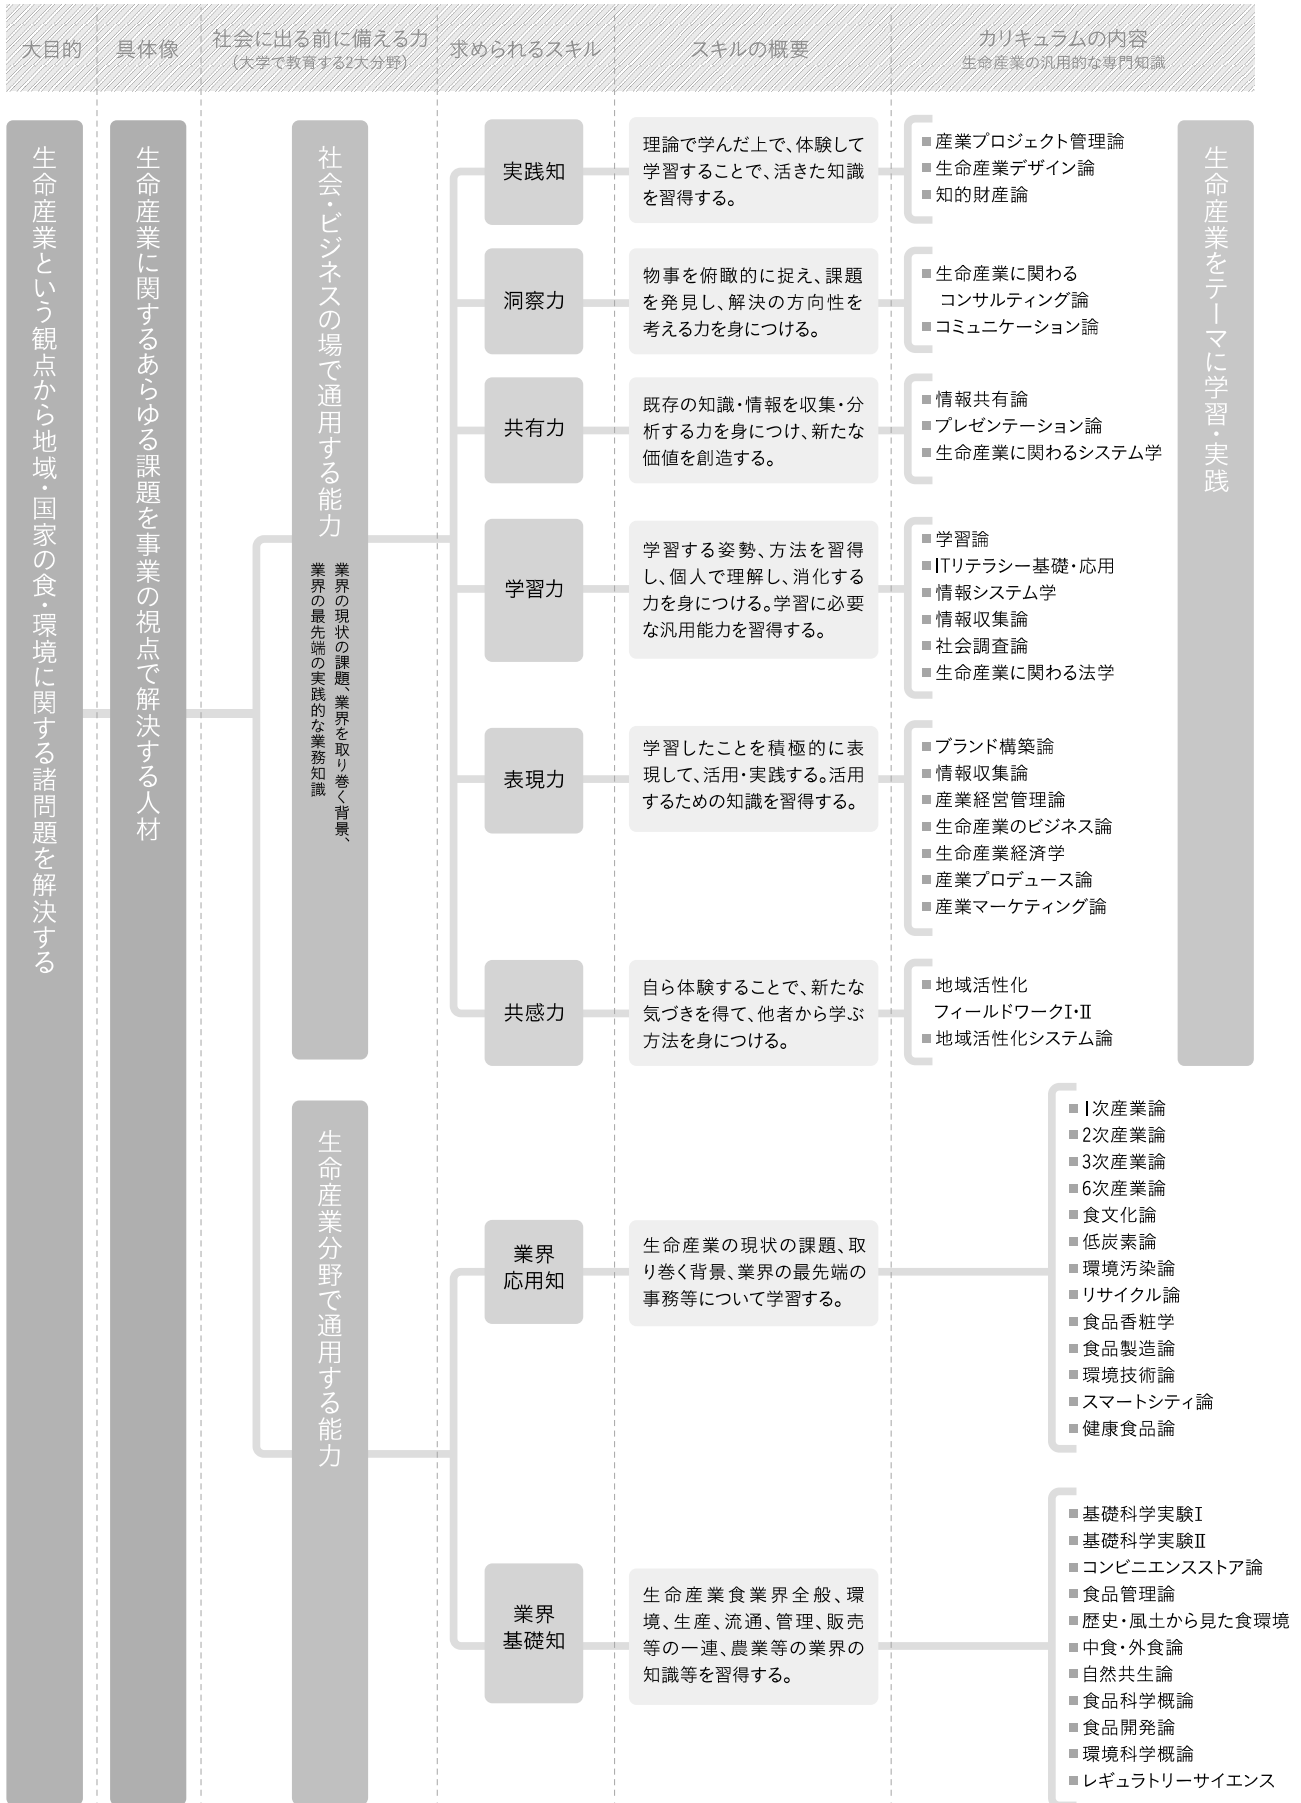 大目的
具体像
社会に出る前に備える力
（大学で教育する2大分野）
求められるスキル
スキルの概要
カリキュラムの内容
生命産業の汎用的な専門知識
生命産業という観点から地域・国家の食・環境に関する諸問題を解決する
生命産業に関するあらゆる課題を事業の視点で解決する人材
社会・ビジネスの場で通用する能力
業界の現状の課題、業界を取り巻く背景、
業界の最先端の実践的な業務知識
実践知
理論で学んだ上で、体験して
学習することで、活きた知識
を習得する。
■産業プロジェクト管理論
■生命産業デザイン論
■知的財産論
洞察力
物事を俯瞰的に捉え、課題
を発見し、解決の方向性を
考える力を身につける。
■生命産業に関わる
コンサルティング論
■コミュニケーション論
共有力
既存の知識・情報を収集・分
析する力を身につけ、新たな
価値を創造する。
■情報共有論
■プレゼンテーション論
■生命産業に関わるシステム学
学習力
学習する姿勢、方法を習得
し、個人で理解し、消化する
力を身につける。学習に必要
な汎用能力を習得する。
■学習論
■ITリテラシー基礎・応用
■情報システム学
■情報収集論
■社会調査論
■生命産業に関わる法学
表現力
学習したことを積極的に表
現して、活用・実践する。活用
するための知識を習得する。
■ブランド構築論
■情報収集論
■産業経営管理論
■生命産業のビジネス論
■生命産業経済学
■産業プロデュース論
■産業マーケティング論
共感力
自ら体験することで、新たな
気づきを得て、他者から学ぶ
方法を身につける。
■地域活性化
フィールドワークⅠ・Ⅱ
■地域活性化システム論
生命産業をテーマに学習・実践
生命産業分野で通用する能力
業界
応用知
生命産業の現状の課題、取
り巻く背景、業界の最先端の
事務等について学習する。
■1次産業論
■2次産業論
■3次産業論
■6次産業論
■食文化論
■低炭素論
■環境汚染論
■リサイクル論
■食品香粧学
■食品製造論
■環境技術論
■スマートシティ論
■健康食品論
業界
基礎知
生命産業食業界全般、環
境、生産、流通、管理、販売
等の一連、農業等の業界の
知識等を習得する。
■基礎科学実験Ⅰ
■基礎科学実験Ⅱ
■コンビニエンスストア論
■食品管理論
■歴史・風土から見た食環境
■中食・外食論
■自然共生論
■食品科学概論
■食品開発論
■環境科学概論
■レギュラトリーサイエンス